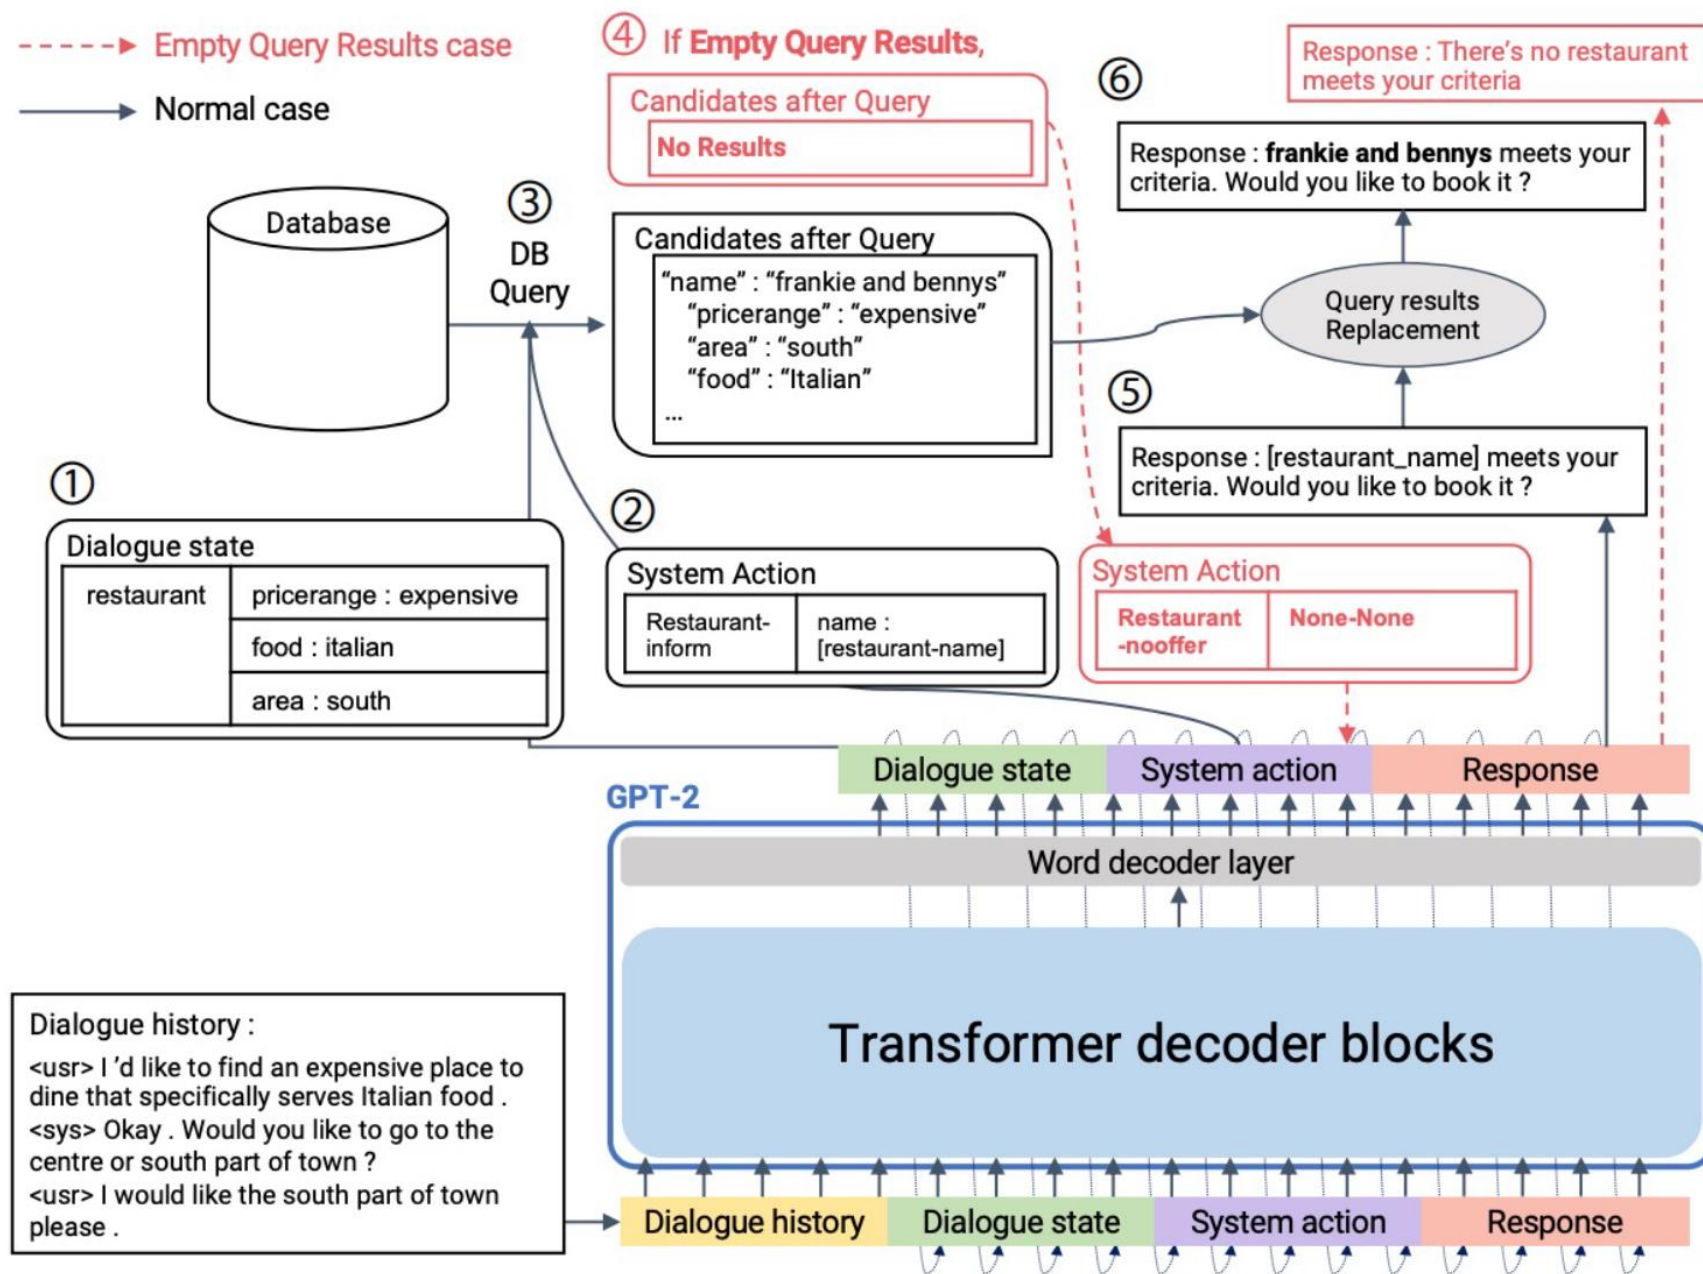 Empty Query Results case
Normal case
④ If Empty Query Results,
Candidates after Query
No Results
⑥
Response : There's no restaurant
meets your criteria
Response : frankie and bennys meets your
criteria. Would you like to book it ?
Database
③
DB
Query
Candidates after Query
“name” : “frankie and bennys”
“pricerange” : “expensive”
“area” : “south”
“food” : “Italian”
...
Query results
Replacement
⑤
Response : [restaurant_name] meets your
criteria. Would you like to book it ?
①
Dialogue state
restaurant
pricerange : expensive
food : italian
area : south
②
System Action
Restaurant-
inform
name :
[restaurant-name]
System Action
Restaurant
-nooffer
None-None
Dialogue state
System action
Response
GPT-2
Word decoder layer
Transformer decoder blocks
Dialogue history :
<usr> I ’d like to find an expensive place to
dine that specifically serves Italian food .
<sys> Okay . Would you like to go to the
centre or south part of town ?
<usr> I would like the south part of town
please .
Dialogue history
Dialogue state
System action
Response